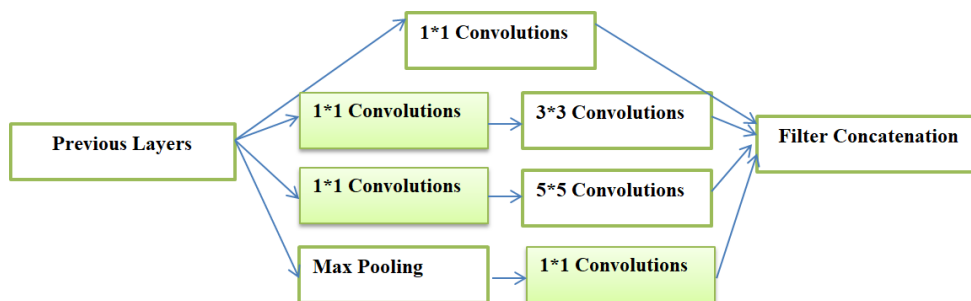 1*1 Convolutions
1*1 Convolutions
3*3 Convolutions
Previous Layers
Filter Concatenation
1*1 Convolutions
5*5 Convolutions
Max Pooling
1*1 Convolutions